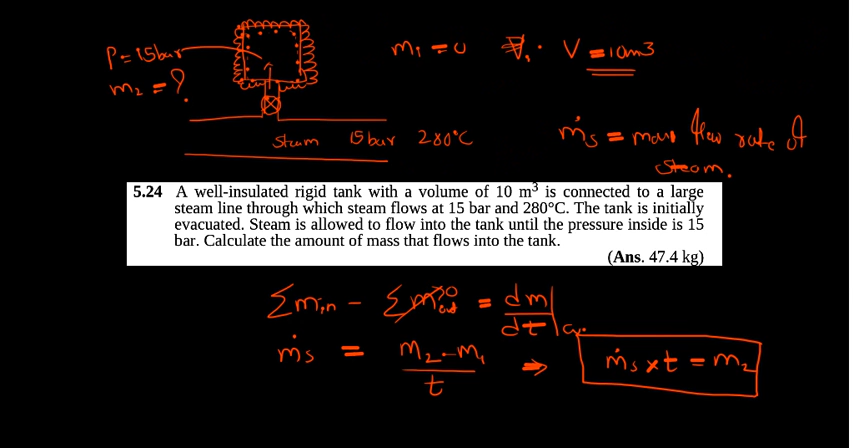 P = 15bar
m₂ = ?
m₁ = 0 V₁. V = 10m3
Steam 15 bar 280°C
ṁs = mass flow rate of
steam.
5.24 A well-insulated rigid tank with a volume of 10 m³ is connected to a large
steam line through which steam flows at 15 bar and 280°C. The tank is initially
evacuated. Steam is allowed to flow into the tank until the pressure inside is 15
bar. Calculate the amount of mass that flows into the tank.
(Ans. 47.4 kg)
Σ min - Σ mout⁰ = dm/dt|c.v.
ṁs = m₂ - m₁ / t ⇒ ṁs x t = m₂